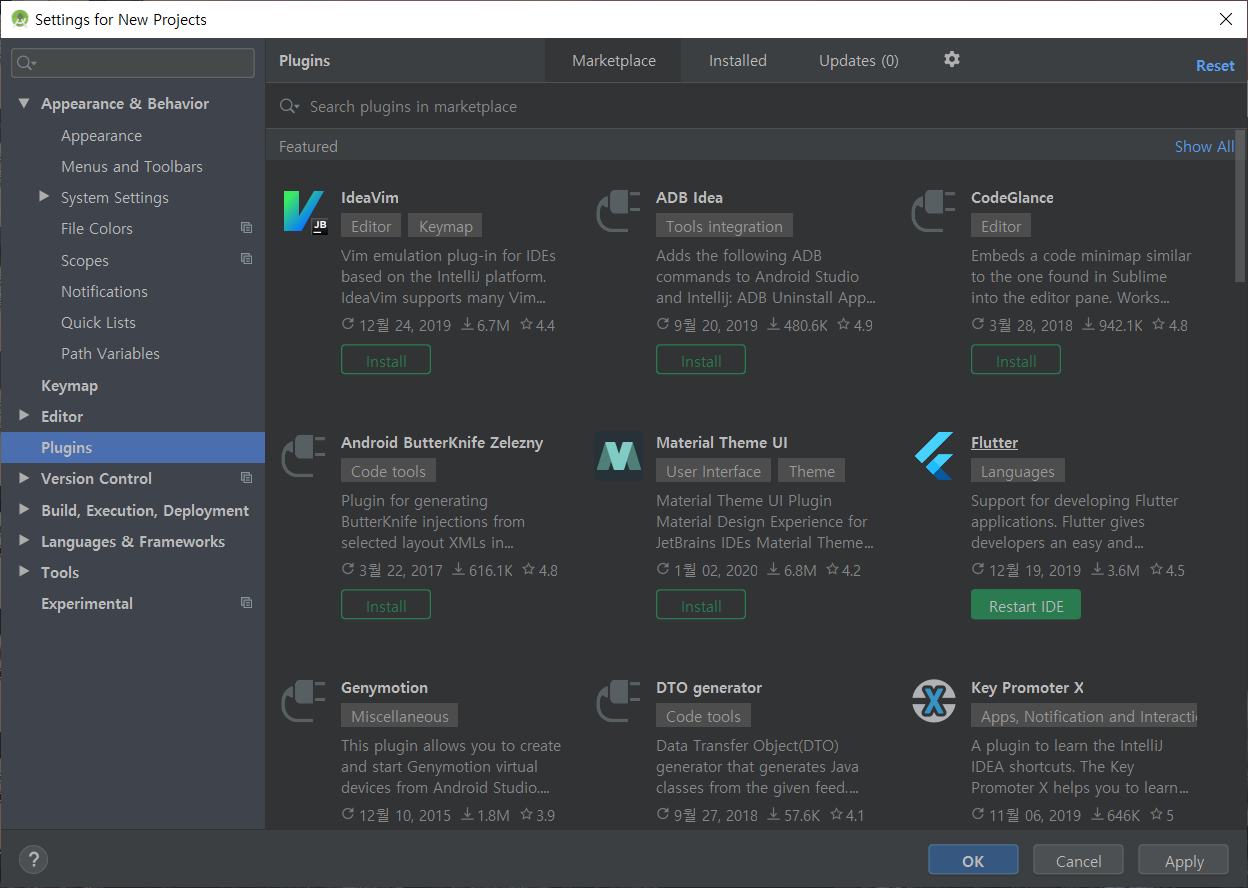 Settings for New Projects
Plugins
Marketplace
Installed
Updates (0)
Reset
Appearance & Behavior
Appearance
Menus and Toolbars
System Settings
File Colors
Scopes
Notifications
Quick Lists
Path Variables
Keymap
Editor
Plugins
Version Control
Build, Execution, Deployment
Languages & Frameworks
Tools
Experimental
Search plugins in marketplace
Featured
Show All
IdeaVim
JB
Editor Keymap
Vim emulation plug-in for IDEs
based on the IntelliJ platform.
IdeaVim supports many Vim...
12월 24, 2019 6.7M 4.4
Install
ADB Idea
Tools integration
Adds the following ADB
commands to Android Studio
and Intellij: ADB Uninstall App...
9월 20, 2019 480.6K 4.9
Install
CodeGlance
Editor
Embeds a code minimap similar
to the one found in Sublime
into the editor pane. Works...
3월 28, 2018 942.1K 4.8
Install
Android ButterKnife Zelezny
Code tools
Plugin for generating
ButterKnife injections from
selected layout XMLs in...
3월 22, 2017 616.1K 4.8
Install
Material Theme UI
User Interface Theme
Material Theme UI Plugin
Material Design Experience for
JetBrains IDEs Material Theme...
1월 02, 2020 6.8M 4.2
Install
Flutter
Languages
Support for developing Flutter
applications. Flutter gives
developers an easy and...
12월 19, 2019 3.6M 4.5
Restart IDE
Genymotion
Miscellaneous
This plugin allows you to create
and start Genymotion virtual
devices from Android Studio....
12월 10, 2015 1.8M 3.9
DTO generator
Code tools
Data Transfer Object(DTO)
generator that generates Java
classes from the given feed....
9월 27, 2018 57.6K 4.1
Key Promoter X
Apps, Notification and Interacti
A plugin to learn the IntelliJ
IDEA shortcuts. The Key
Promoter X helps you to learn...
11월 06, 2019 646K 5
?
OK
Cancel
Apply